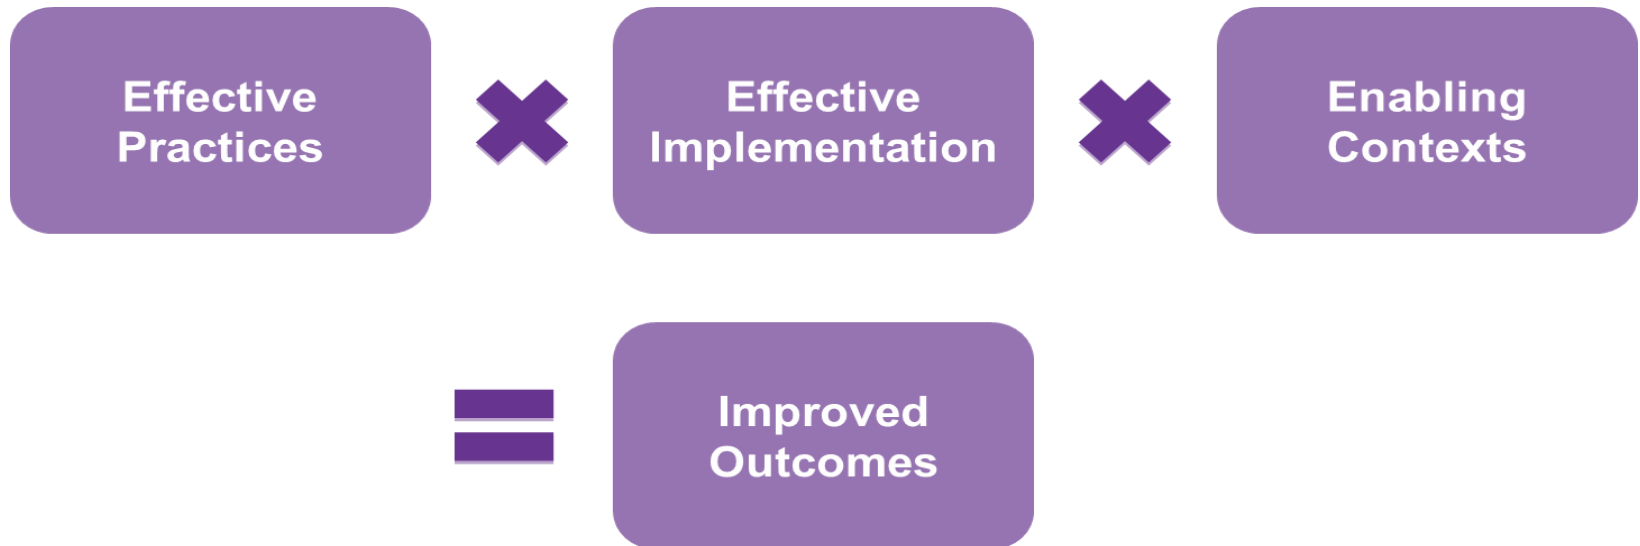 Effective
Practices
Effective
Implementation
Enabling
Contexts
Improved
Outcomes